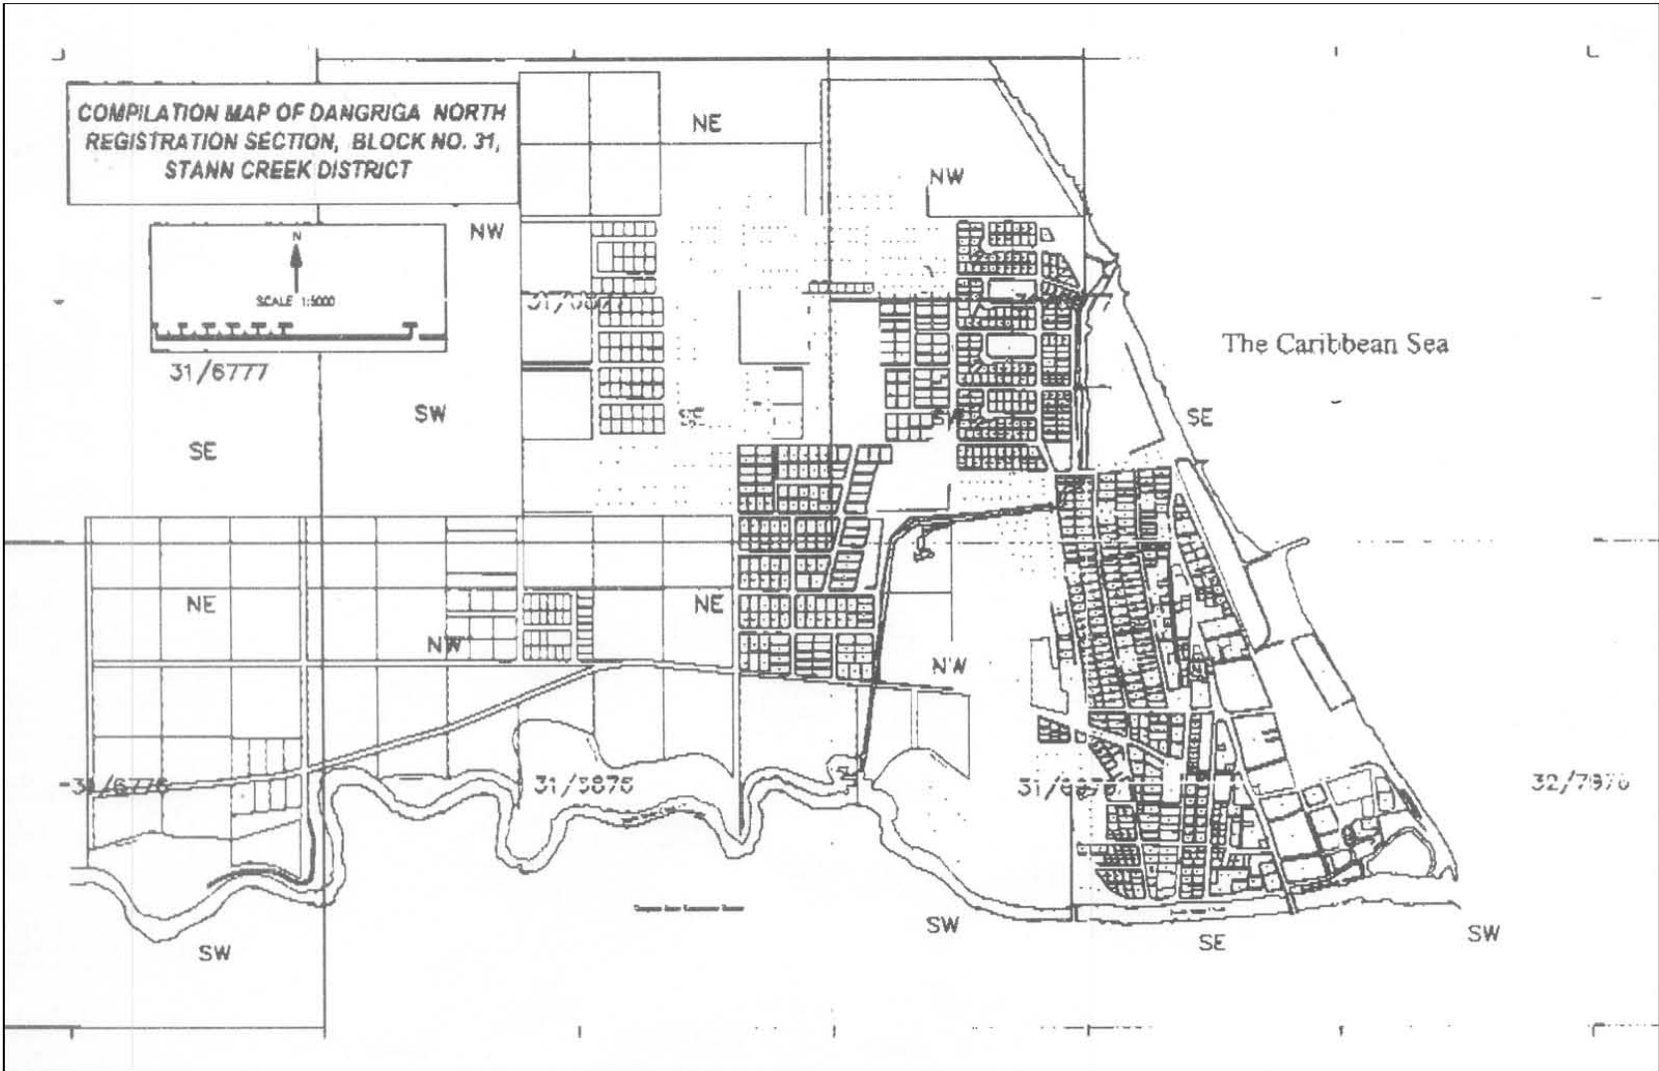 COMPILATION MAP OF DANGRIGA NORTH
REGISTRATION SECTION, BLOCK NO. 31,
STANN CREEK DISTRICT
NE
NW
NW
N
SCALE 1:5000
The Caribbean Sea
31/6777
SW
SE
SE
SE
NE
NE
NW
NW
31/5876
32/7976
SW
SW
SE
SW